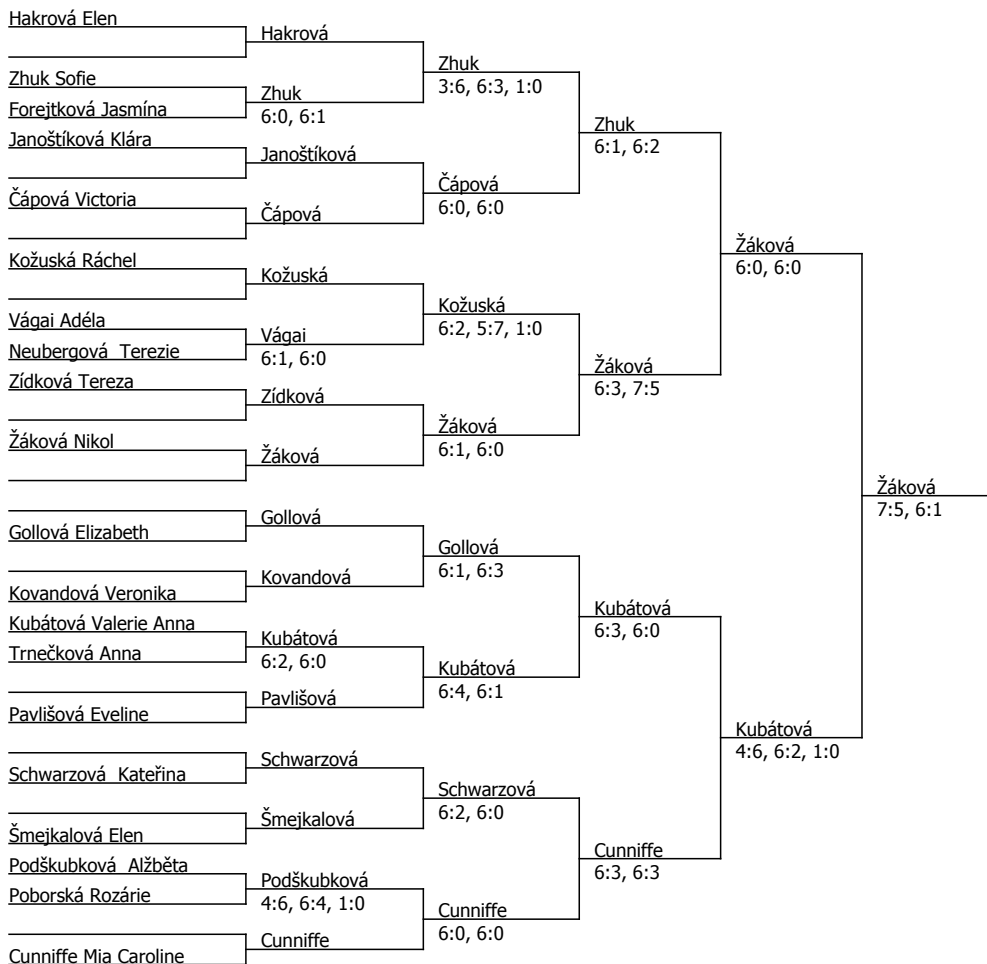 Hakrová Elen
Zhuk Sofie
Forejtková Jasmína
Janoštíková Klára
Čápová Victoria
Kožuská Ráchel
Vágai Adéla
Neubergová  Terezie
Zídková Tereza
Žáková Nikol
Gollová Elizabeth
Kovandová Veronika
Kubátová Valerie Anna
Trnečková Anna
Pavlišová Eveline
Schwarzová  Kateřina
Šmejkalová Elen
Podškubková  Alžběta
Poborská Rozárie
Cunniffe Mia Caroline
Hakrová
Zhuk
6:0, 6:1
Janoštíková
Čápová
Kožuská
Vágai
6:1, 6:0
Zídková
Žáková
Gollová
Kovandová
Kubátová
6:2, 6:0
Pavlišová
Schwarzová
Šmejkalová
Podškubková
4:6, 6:4, 1:0
Cunniffe
Zhuk
3:6, 6:3, 1:0
Čápová
6:0, 6:0
Kožuská
6:2, 5:7, 1:0
Žáková
6:1, 6:0
Gollová
6:1, 6:3
Kubátová
6:4, 6:1
Schwarzová
6:2, 6:0
Cunniffe
6:0, 6:0
Zhuk
6:1, 6:2
Žáková
6:3, 7:5
Kubátová
6:3, 6:0
Cunniffe
6:3, 6:3
Žáková
6:0, 6:0
Kubátová
4:6, 6:2, 1:0
Žáková
7:5, 6:1